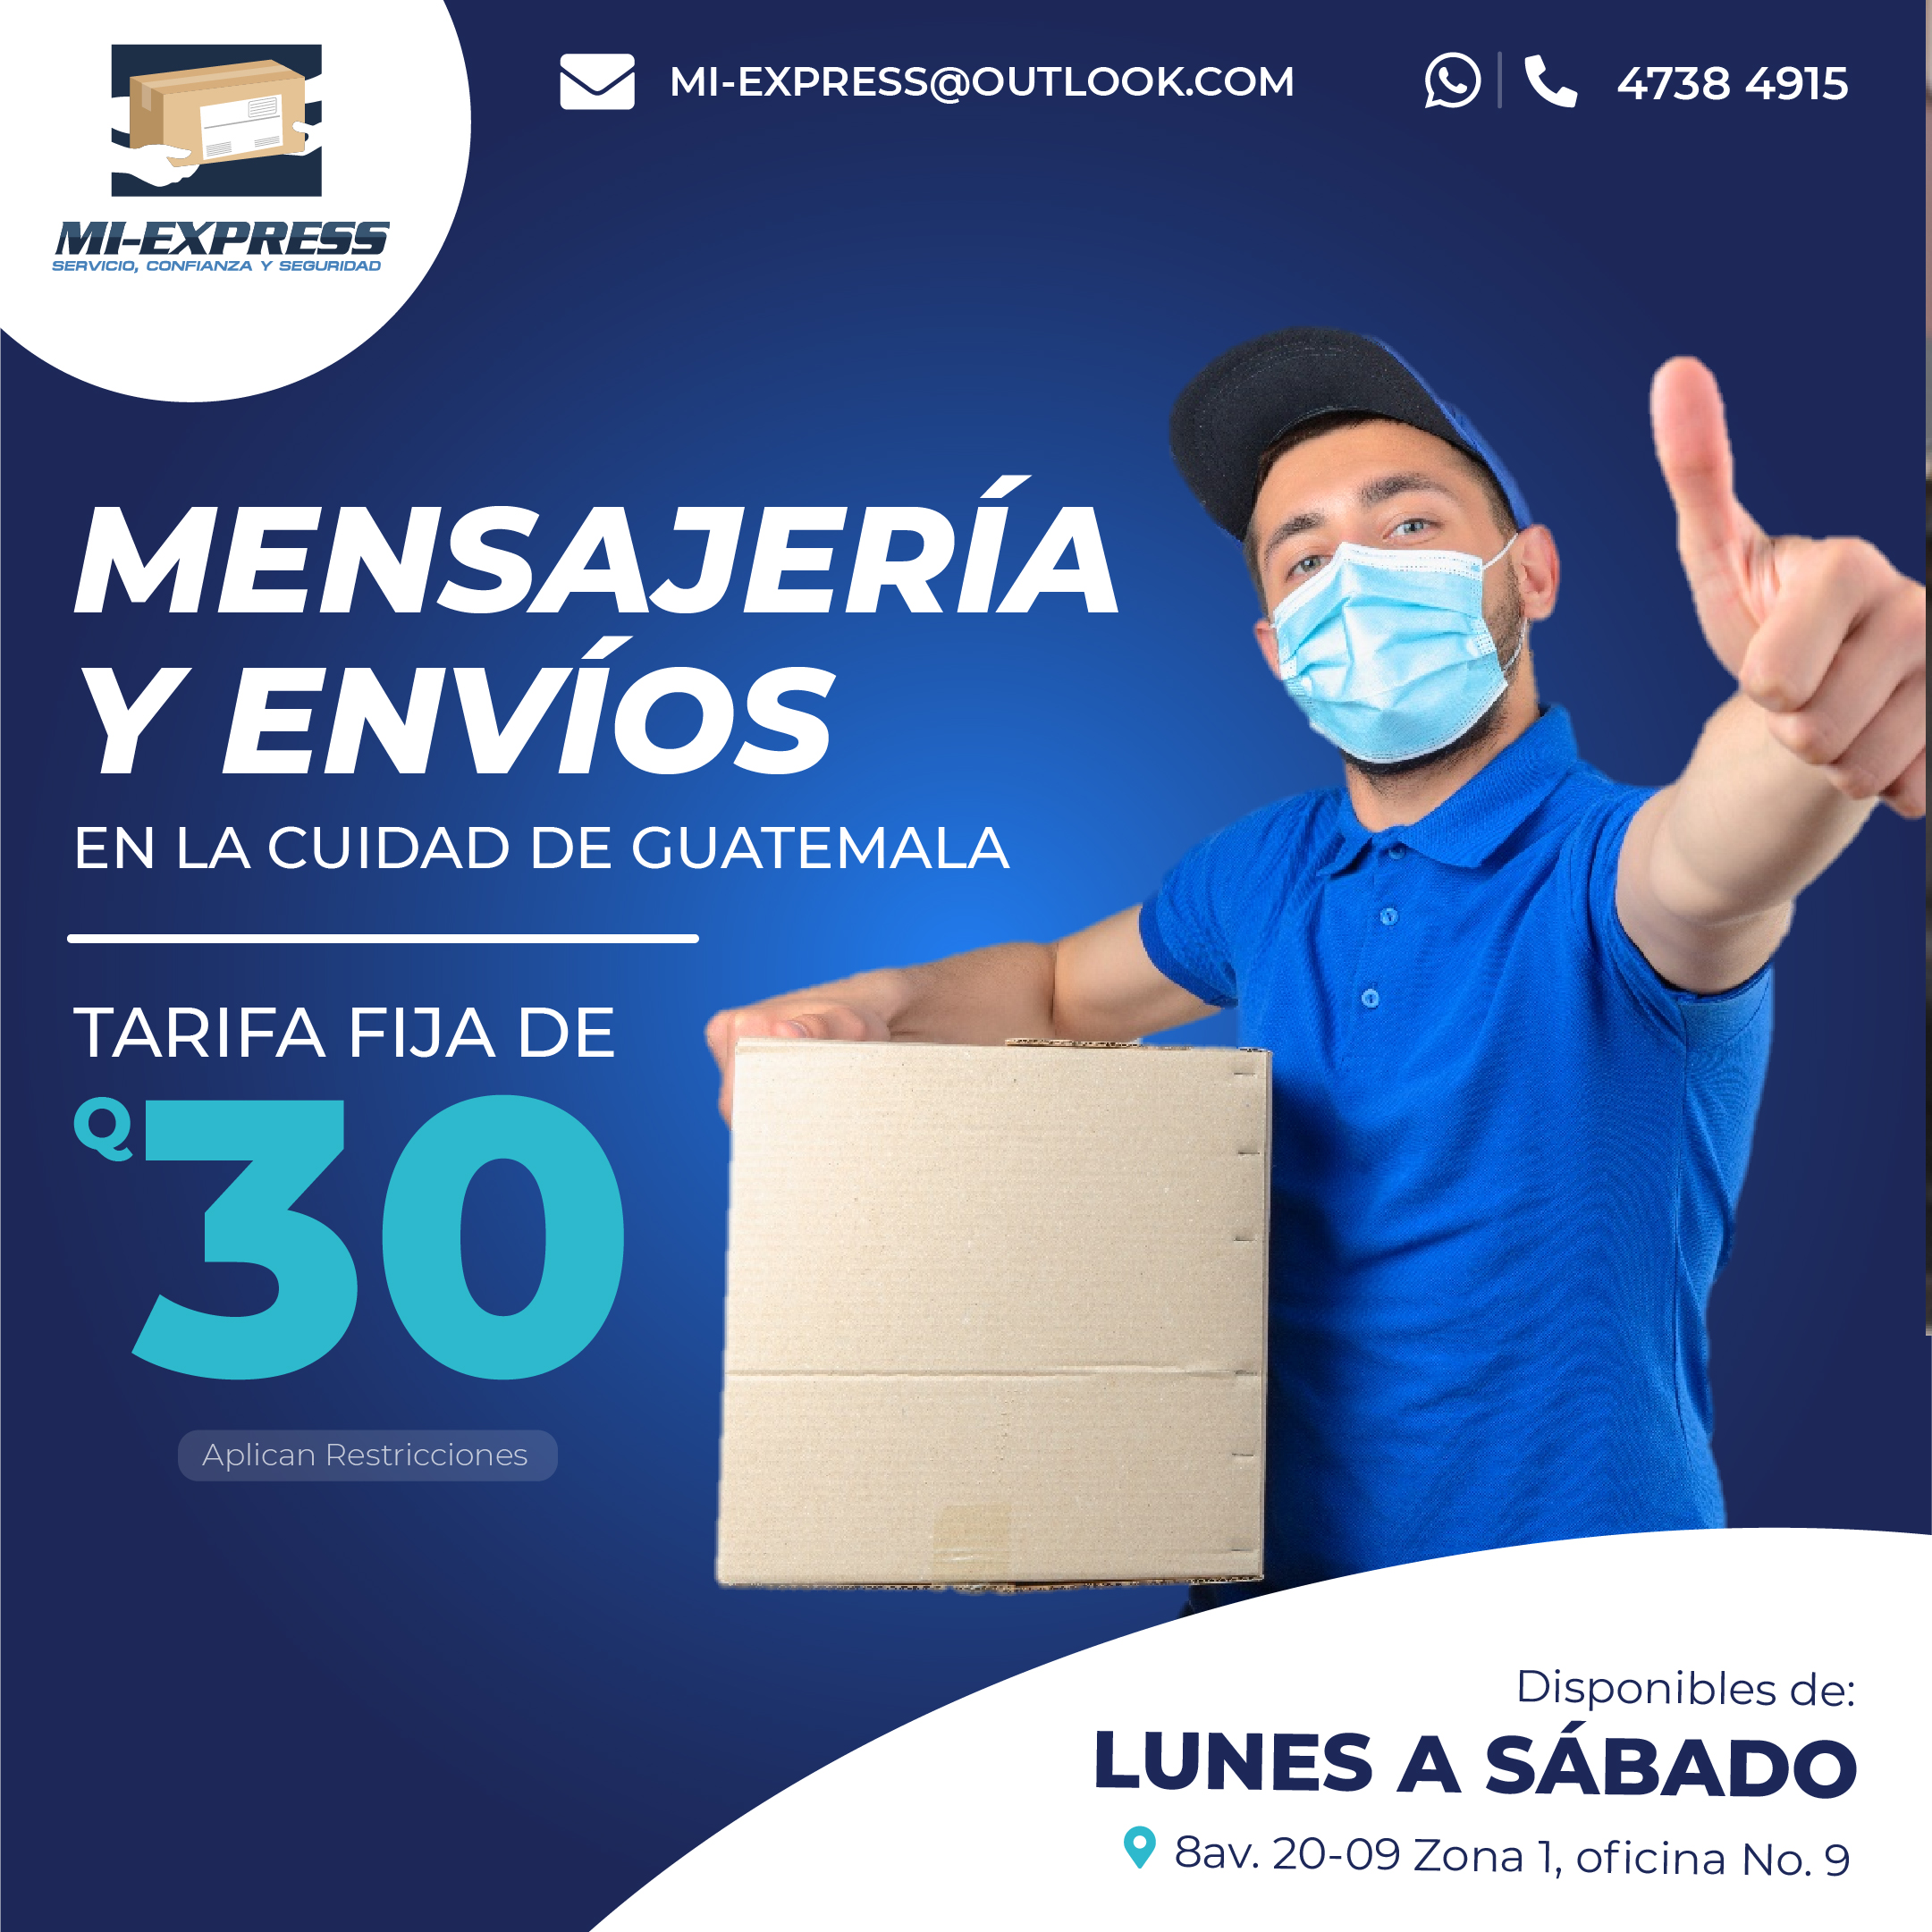 MI-EXPRESS
SERVICIO, CONFIANZA Y SEGURIDAD
MI-EXPRESS@OUTLOOK.COM
4738 4915
MENSAJERÍA
Y ENVÍOS
EN LA CUIDAD DE GUATEMALA
TARIFA FIJA DE
Q30
Aplican Restricciones
Disponibles de:
LUNES A SÁBADO
8av. 20-09 Zona 1, oficina No. 9